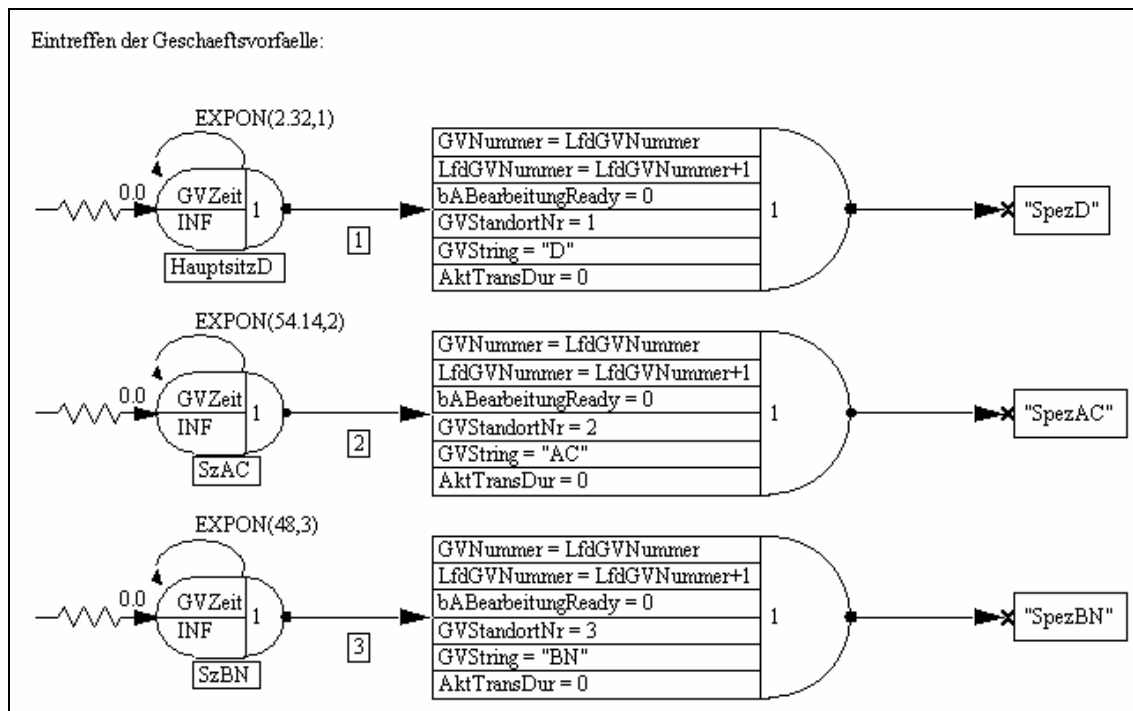 Eintreffen der Geschaeftsvorfaelle:
EXPON(2.32,1)
0.0
GVZeit
INF
1
HauptsitzD
1
GVNummer = LfdGVNummer
LfdGVNummer = LfdGVNummer+1
bABearbeitungReady = 0
GVStandortNr = 1
GVString = "D"
AktTransDur = 0
1
"SpezD"
EXPON(54.14,2)
0.0
GVZeit
INF
1
SzAC
2
GVNummer = LfdGVNummer
LfdGVNummer = LfdGVNummer+1
bABearbeitungReady = 0
GVStandortNr = 2
GVString = "AC"
AktTransDur = 0
1
"SpezAC"
EXPON(48,3)
0.0
GVZeit
INF
1
SzBN
3
GVNummer = LfdGVNummer
LfdGVNummer = LfdGVNummer+1
bABearbeitungReady = 0
GVStandortNr = 3
GVString = "BN"
AktTransDur = 0
1
"SpezBN"